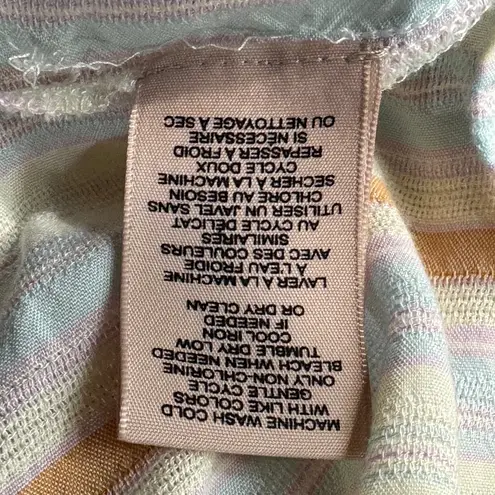 MACHINE WASH COLD
WITH LIKE COLORS
GENTLE CYCLE
ONLY NON-CHLORINE
BLEACH WHEN NEEDED
TUMBLE DRY LOW
COOL IRON
IF NEEDED
OR DRY CLEAN
LAVER À LA MACHINE
À L'EAU FROIDE
AVEC DES COULEURS
SIMILAIRES
AU CYCLE DÉLICAT
UTILISER UN JAVEL SANS
CHLORE AU BESOIN
SÉCHER À LA MACHINE
CYCLE DOUX
REPASSER À FROID
SI NÉCESSAIRE
OU NETTOYAGE À SEC